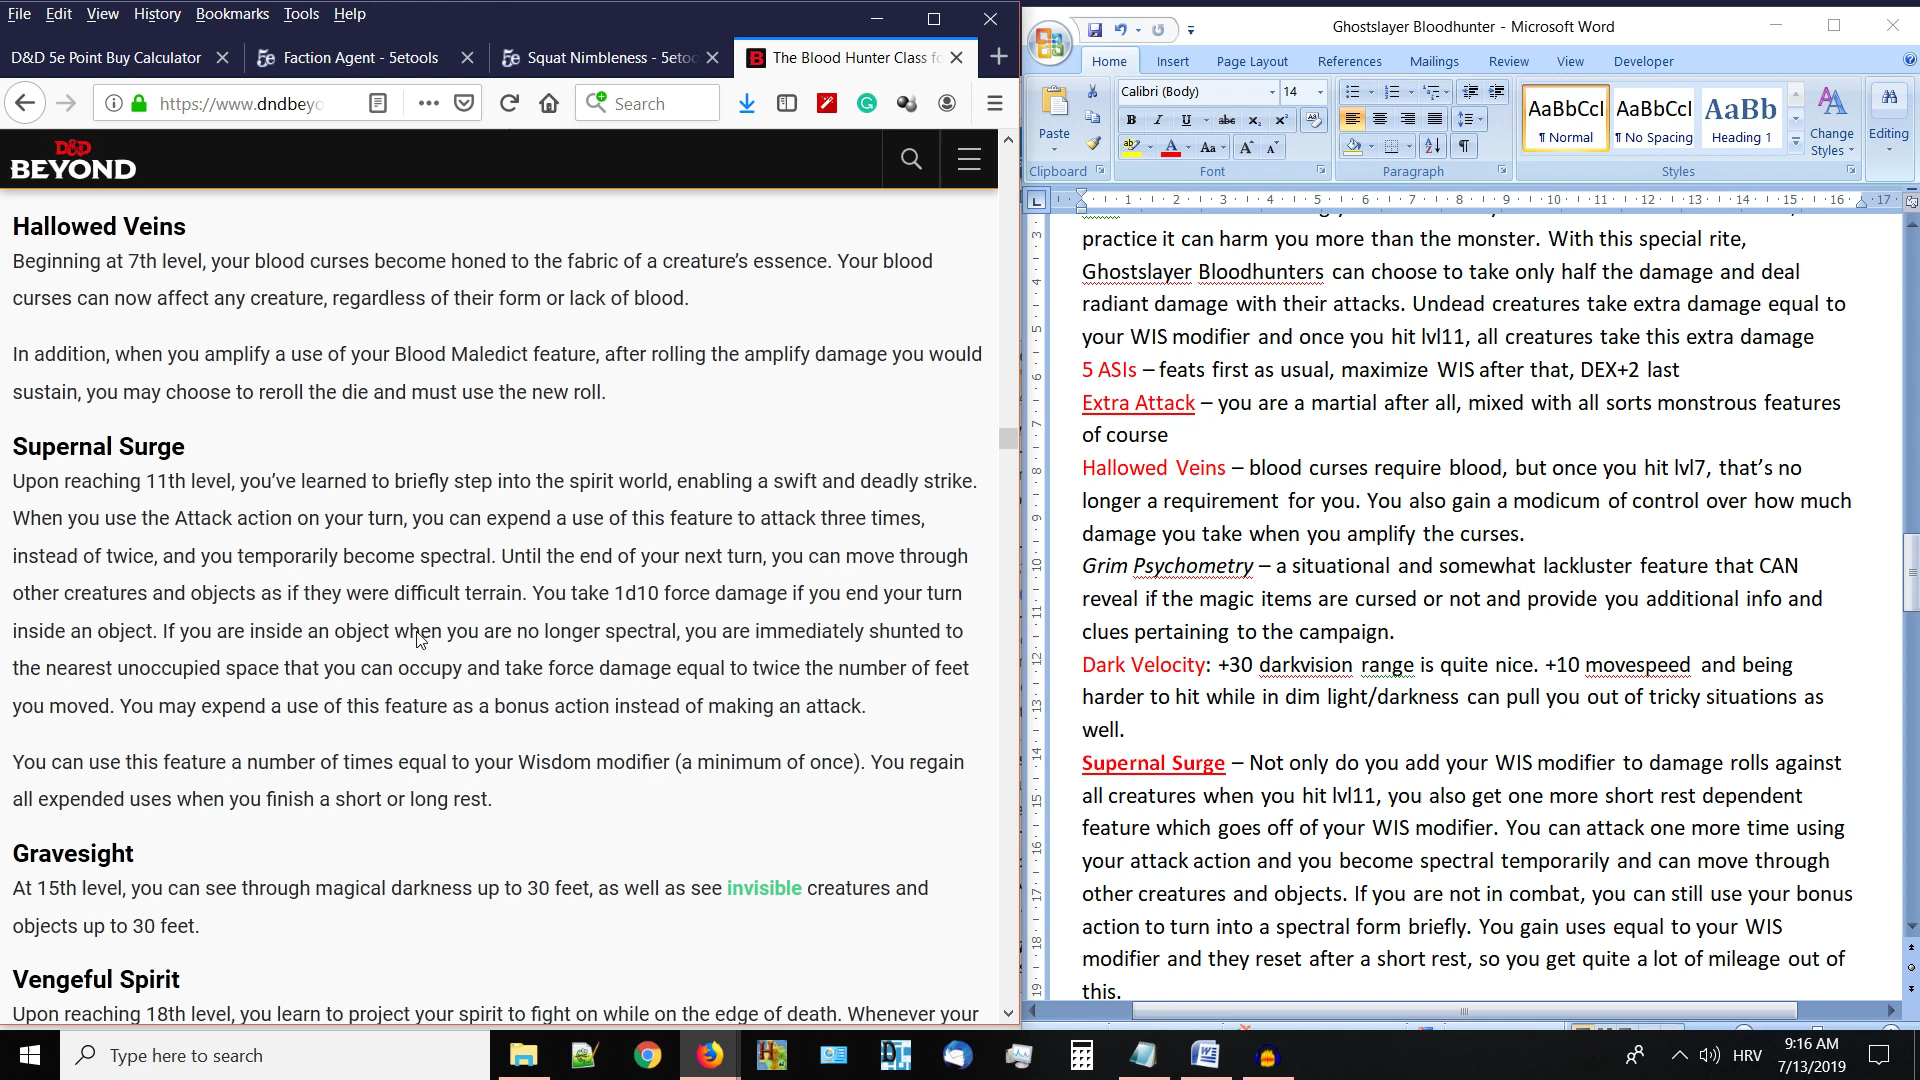 File Edit View History Bookmarks Tools Help
D&D 5e Point Buy Calculator
Faction Agent - 5etools
Squat Nimbleness - 5etoo
The Blood Hunter Class fo
https://www.dndbeyo
Search
D&D
BEYOND
Hallowed Veins
Beginning at 7th level, your blood curses become honed to the fabric of a creature's essence. Your blood
curses can now affect any creature, regardless of their form or lack of blood.
In addition, when you amplify a use of your Blood Maledict feature, after rolling the amplify damage you would
sustain, you may choose to reroll the die and must use the new roll.
Supernal Surge
Upon reaching 11th level, you've learned to briefly step into the spirit world, enabling a swift and deadly strike.
When you use the Attack action on your turn, you can expend a use of this feature to attack three times,
instead of twice, and you temporarily become spectral. Until the end of your next turn, you can move through
other creatures and objects as if they were difficult terrain. You take 1d10 force damage if you end your turn
inside an object. If you are inside an object when you are no longer spectral, you are immediately shunted to
the nearest unoccupied space that you can occupy and take force damage equal to twice the number of feet
you moved. You may expend a use of this feature as a bonus action instead of making an attack.
You can use this feature a number of times equal to your Wisdom modifier (a minimum of once). You regain
all expended uses when you finish a short or long rest.
Gravesight
At 15th level, you can see through magical darkness up to 30 feet, as well as see invisible creatures and
objects up to 30 feet.
Vengeful Spirit
Upon reaching 18th level, you learn to project your spirit to fight on while on the edge of death. Whenever your
Ghostslayer Bloodhunter - Microsoft Word
Home Insert Page Layout References Mailings Review View Developer
Paste
Clipboard
Calibri (Body) 14
Font
Paragraph
AaBbCcI AaBbCcI AaBb
¶ Normal ¶ No Spacing Heading 1
Change Styles
Styles
Editing
1 2 3 4 5 6 7 8 9 10 11 12 13 14 15 16 17
practice it can harm you more than the monster. With this special rite,
Ghostslayer Bloodhunters can choose to take only half the damage and deal
radiant damage with their attacks. Undead creatures take extra damage equal to
your WIS modifier and once you hit lvl11, all creatures take this extra damage
5 ASIs – feats first as usual, maximize WIS after that, DEX+2 last
Extra Attack – you are a martial after all, mixed with all sorts monstrous features
of course
Hallowed Veins – blood curses require blood, but once you hit lvl7, that's no
longer a requirement for you. You also gain a modicum of control over how much
damage you take when you amplify the curses.
Grim Psychometry – a situational and somewhat lackluster feature that CAN
reveal if the magic items are cursed or not and provide you additional info and
clues pertaining to the campaign.
Dark Velocity: +30 darkvision range is quite nice. +10 movespeed and being
harder to hit while in dim light/darkness can pull you out of tricky situations as
well.
Supernal Surge – Not only do you add your WIS modifier to damage rolls against
all creatures when you hit lvl11, you also get one more short rest dependent
feature which goes off of your WIS modifier. You can attack one more time using
your attack action and you become spectral temporarily and can move through
other creatures and objects. If you are not in combat, you can still use your bonus
action to turn into a spectral form briefly. You gain uses equal to your WIS
modifier and they reset after a short rest, so you get quite a lot of mileage out of
this.
Type here to search
HRV
9:16 AM
7/13/2019